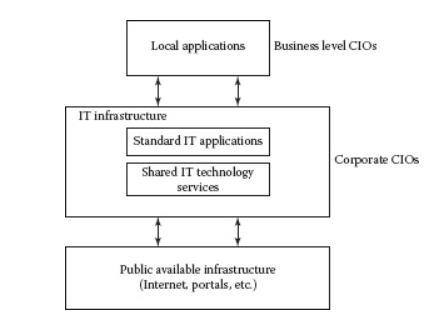 Local applications
Business level CIOs
IT infrastructure
Standard IT applications
Shared IT technology
services
Corporate CIOs
Public available infrastructure
(Internet, portals, etc.)